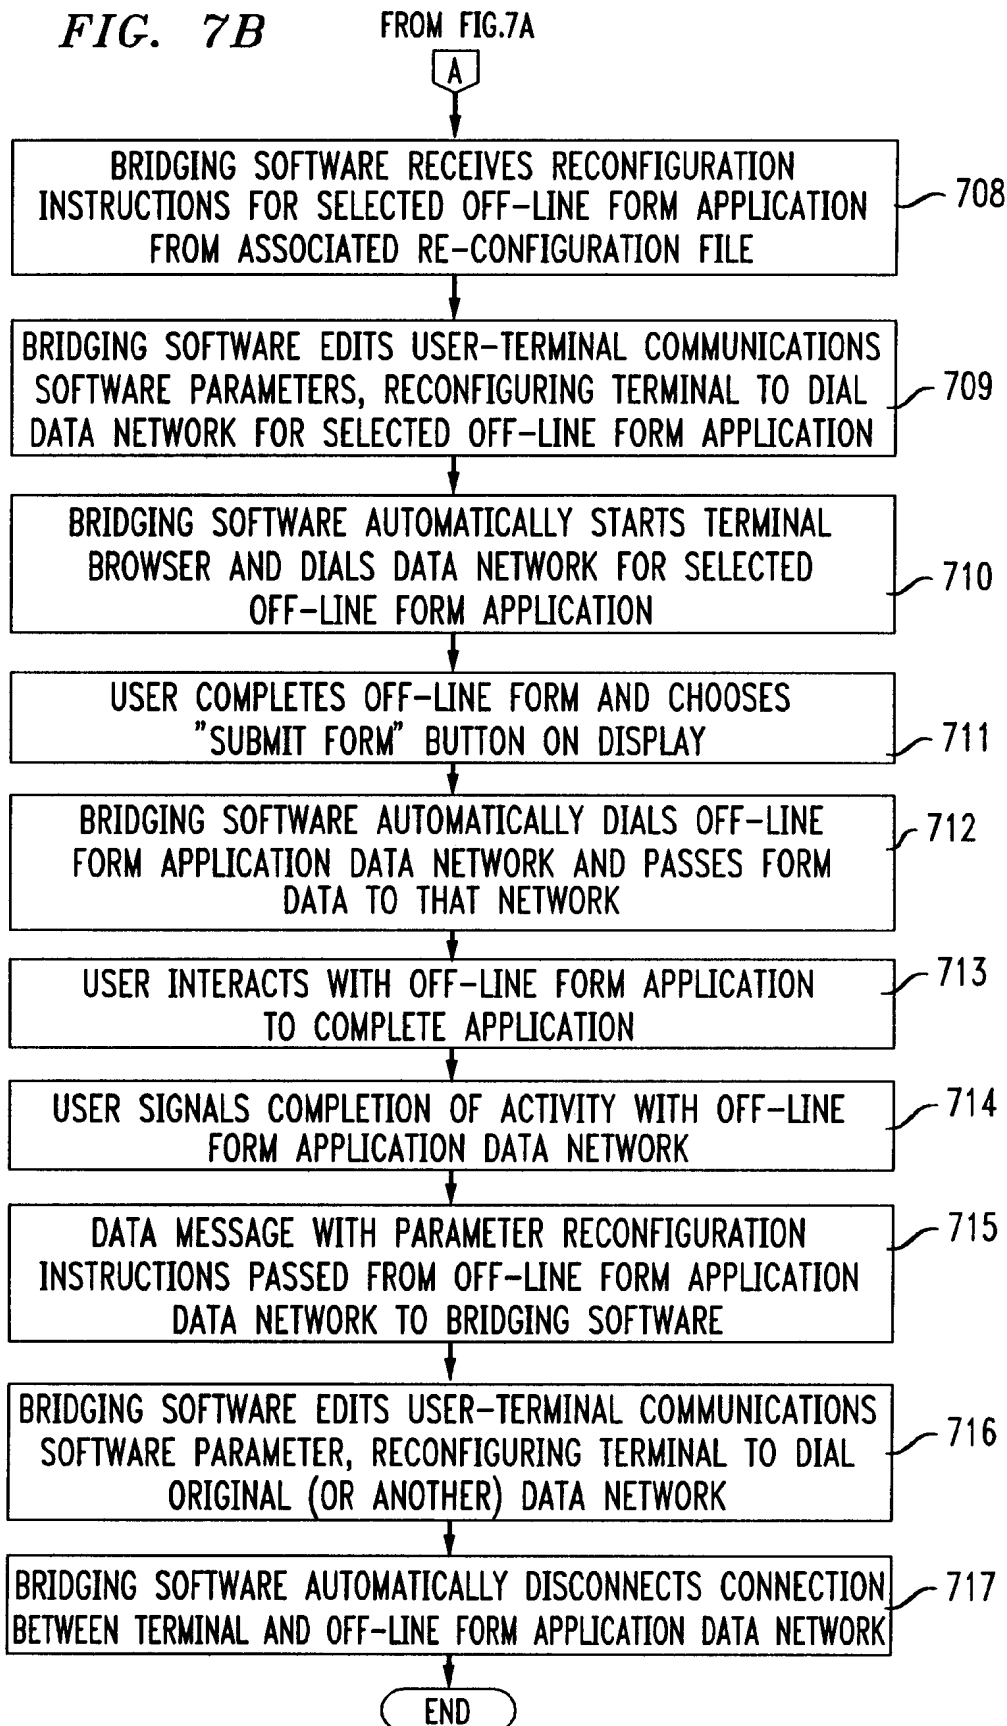 FIG. 7B
FROM FIG.7A
A
BRIDGING SOFTWARE RECEIVES RECONFIGURATION
INSTRUCTIONS FOR SELECTED OFF-LINE FORM APPLICATION
FROM ASSOCIATED RE-CONFIGURATION FILE
708
BRIDGING SOFTWARE EDITS USER-TERMINAL COMMUNICATIONS
SOFTWARE PARAMETERS, RECONFIGURING TERMINAL TO DIAL
DATA NETWORK FOR SELECTED OFF-LINE FORM APPLICATION
709
BRIDGING SOFTWARE AUTOMATICALLY STARTS TERMINAL
BROWSER AND DIALS DATA NETWORK FOR SELECTED
OFF-LINE FORM APPLICATION
710
USER COMPLETES OFF-LINE FORM AND CHOOSES
"SUBMIT FORM" BUTTON ON DISPLAY
711
BRIDGING SOFTWARE AUTOMATICALLY DIALS OFF-LINE
FORM APPLICATION DATA NETWORK AND PASSES FORM
DATA TO THAT NETWORK
712
USER INTERACTS WITH OFF-LINE FORM APPLICATION
TO COMPLETE APPLICATION
713
USER SIGNALS COMPLETION OF ACTIVITY WITH OFF-LINE
FORM APPLICATION DATA NETWORK
714
DATA MESSAGE WITH PARAMETER RECONFIGURATION
INSTRUCTIONS PASSED FROM OFF-LINE FORM APPLICATION
DATA NETWORK TO BRIDGING SOFTWARE
715
BRIDGING SOFTWARE EDITS USER-TERMINAL COMMUNICATIONS
SOFTWARE PARAMETER, RECONFIGURING TERMINAL TO DIAL
ORIGINAL (OR ANOTHER) DATA NETWORK
716
BRIDGING SOFTWARE AUTOMATICALLY DISCONNECTS CONNECTION
BETWEEN TERMINAL AND OFF-LINE FORM APPLICATION DATA NETWORK
717
END